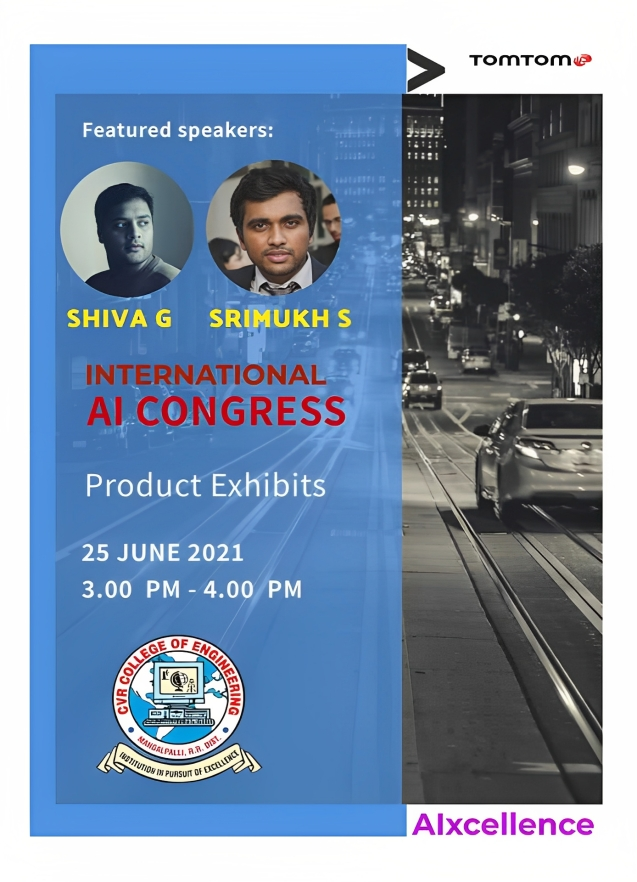 TOMTOM
Featured speakers:
SHIVA G
SRIMUKH S
INTERNATIONAL
AI CONGRESS
Product Exhibits
25 JUNE 2021
3.00 PM - 4.00 PM
CVR COLLEGE OF ENGINEERING
MANGALPALLI, R.R. DIST.
INSTITUTION IN PURSUIT OF EXCELLENCE
AIxcellence